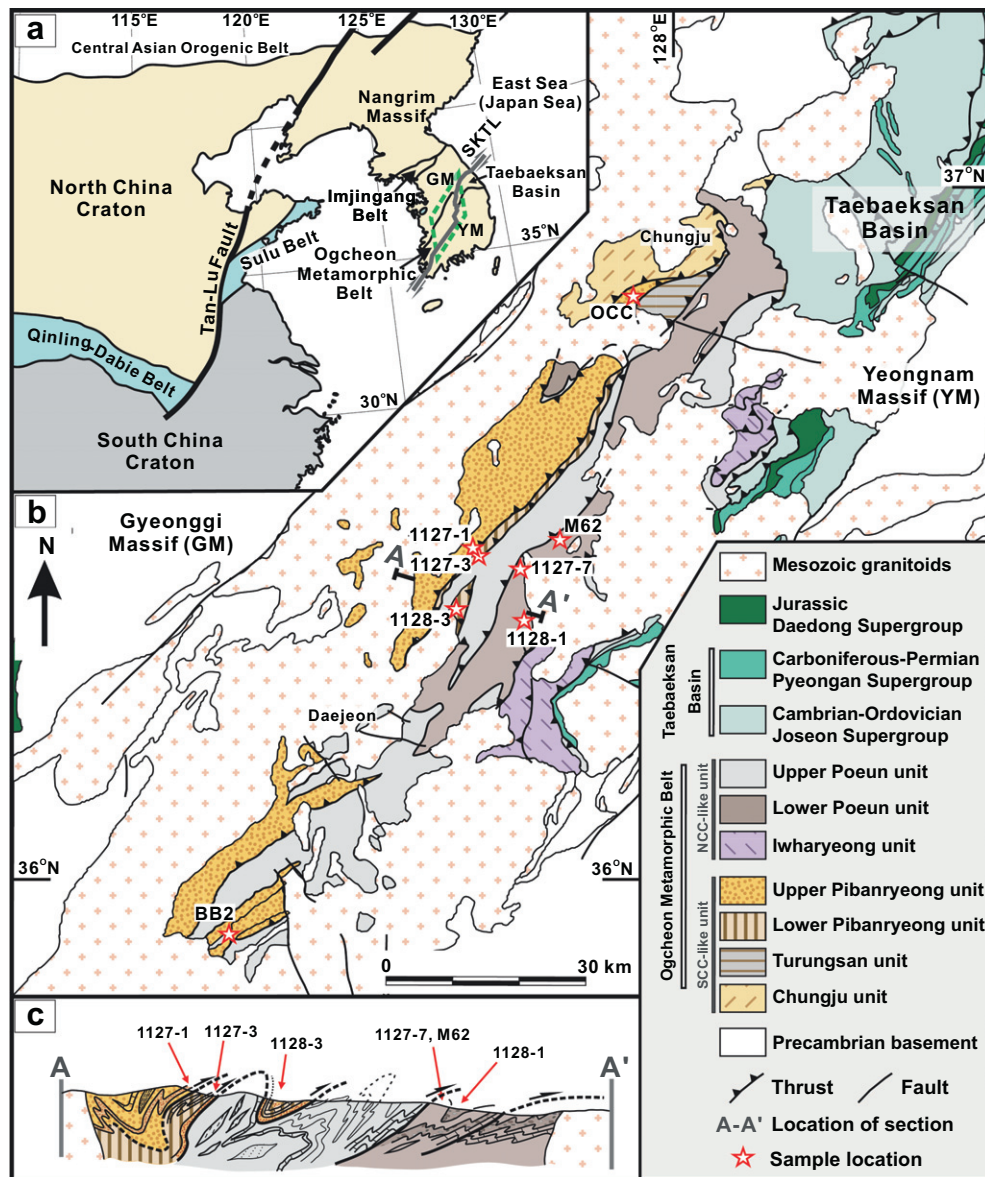 a
115°E
120°E
125°E
130°E
128°E
Central Asian Orogenic Belt
Nangrim
Massif
East Sea
(Japan Sea)
SKTL
GM
Taebaeksan
Basin
North China
Craton
Imjingang
Belt
YM
35°N
Ogcheon
Metamorphic
Belt
Sulu Belt
Tan-Lu Fault
Qinling-Dabie Belt
30°N
South China
Craton
37°N
Taebaeksan
Basin
Chungju
OCC
Yeongnam
Massif (YM)
b
Gyeonggi
Massif (GM)
N
1127-1
1127-3
M62
1127-7
A
A'
1128-3
1128-1
Daejeon
36°N
36°N
BB2
0
30 km
Mesozoic granitoids
Jurassic
Daedong Supergroup
Taebaeksan
Basin
Carboniferous-Permian
Pyeongan Supergroup
Cambrian-Ordovician
Joseon Supergroup
Ogcheon Metamorphic Belt
NCC-like unit
Upper Poeun unit
Lower Poeun unit
Iwharyeong unit
SCC-like unit
Upper Pibanryeong unit
Lower Pibanryeong unit
Turungsan unit
Chungju unit
Precambrian basement
Thrust
Fault
A-A' Location of section
Sample location
c
A
1127-1
1127-3
1128-3
1127-7, M62
1128-1
A'